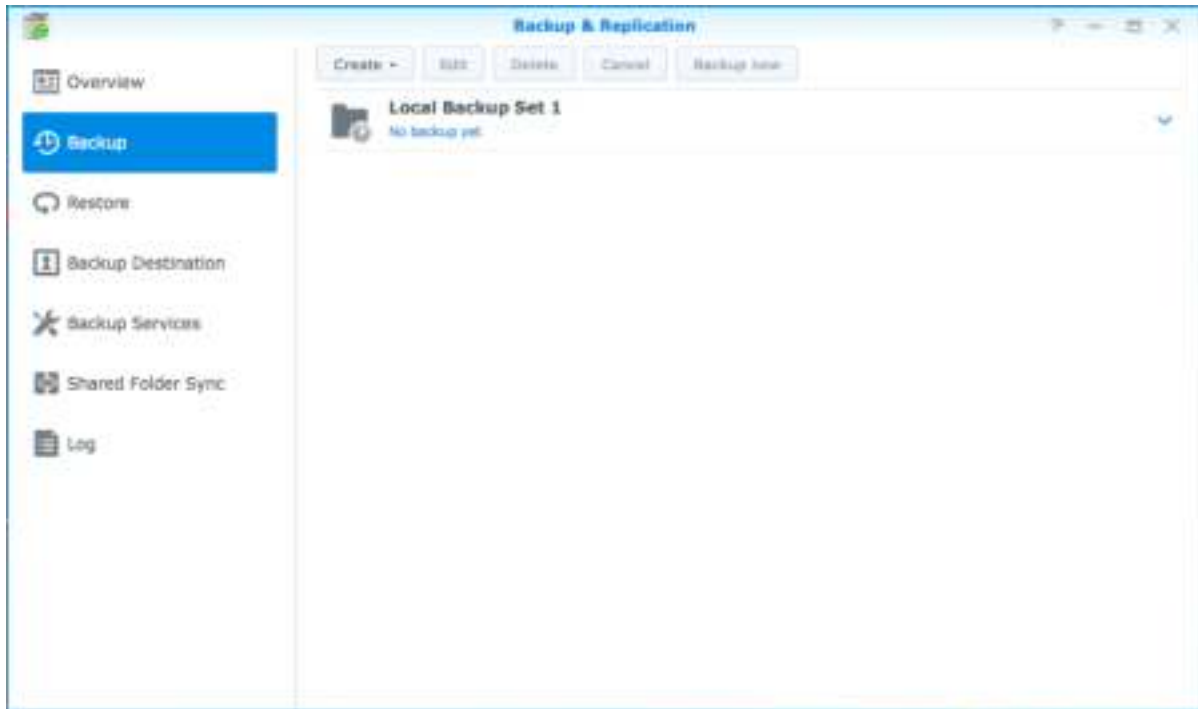 Backup & Replication
Create
Edit
Delete
Cancel
Backup now
Overview
Backup
Restore
Backup Destination
Backup Services
Shared Folder Sync
Log
Local Backup Set 1
No backup yet